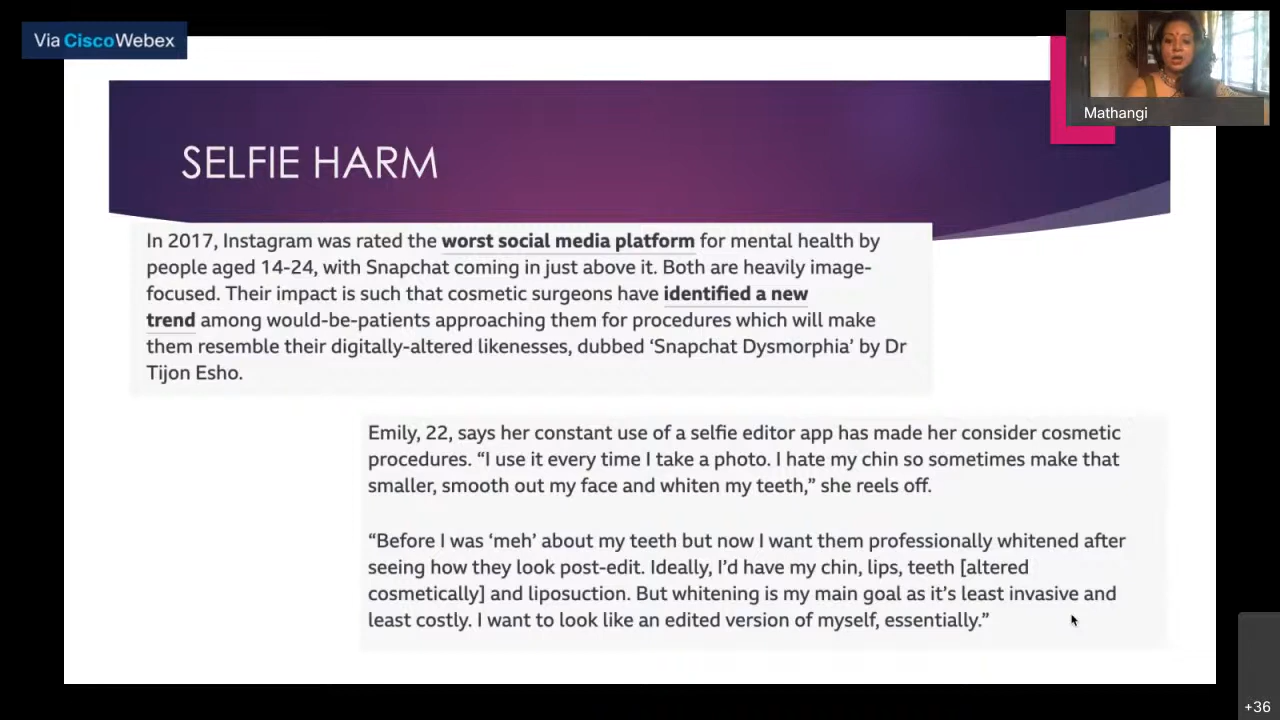 Via CiscoWebex
Mathangi
SELFIE HARM
In 2017, Instagram was rated the worst social media platform for mental health by
people aged 14-24, with Snapchat coming in just above it. Both are heavily image-
focused. Their impact is such that cosmetic surgeons have identified a new
trend among would-be-patients approaching them for procedures which will make
them resemble their digitally-altered likenesses, dubbed ‘Snapchat Dysmorphia’ by Dr
Tijon Esho.
Emily, 22, says her constant use of a selfie editor app has made her consider cosmetic
procedures. “I use it every time I take a photo. I hate my chin so sometimes make that
smaller, smooth out my face and whiten my teeth,” she reels off.
“Before I was ‘meh’ about my teeth but now I want them professionally whitened after
seeing how they look post-edit. Ideally, I’d have my chin, lips, teeth [altered
cosmetically] and liposuction. But whitening is my main goal as it’s least invasive and
least costly. I want to look like an edited version of myself, essentially.”
+36